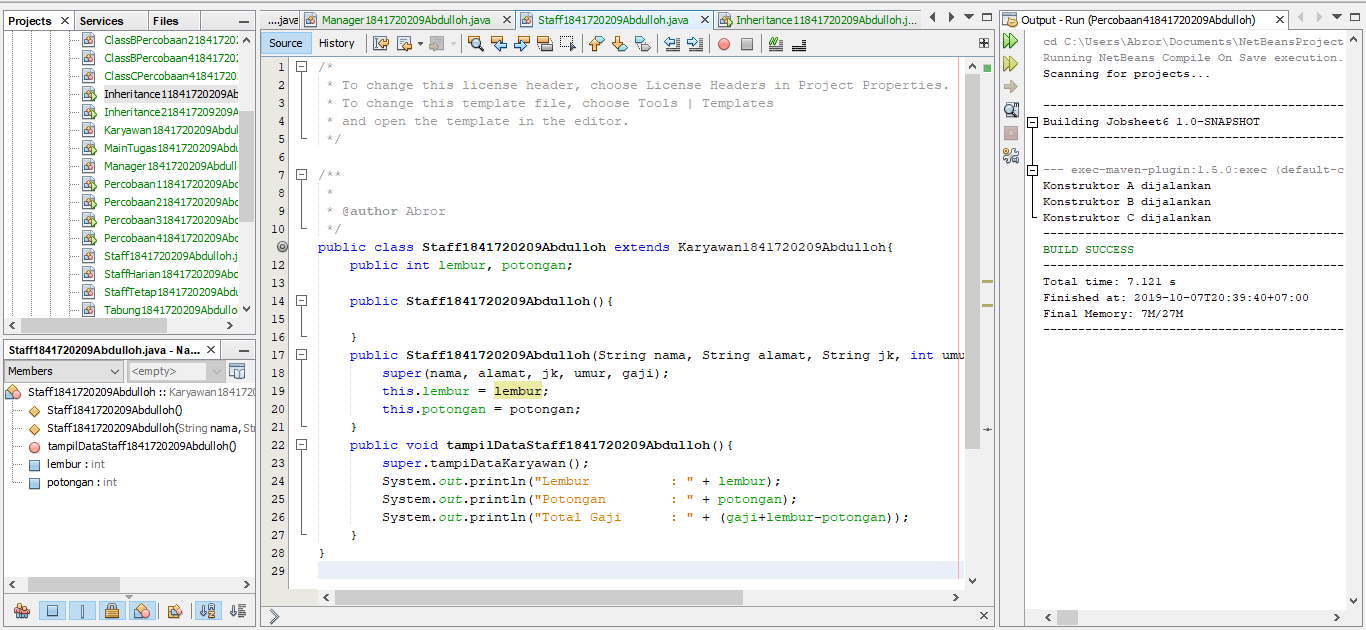 Projects
Services
Files
ClassBPercobaan21841720:
ClassBPercobaan41841720:
ClassCPercobaan41841720:
Inheritance11841720209Ab
Inheritance21841709209A
Karyawan1841720209Abdul
MainTugas1841720209Abdu
Manager1841720209Abdull
Percobaan11841720209Abc
Percobaan21841720209Abc
Percobaan31841720209Abc
Percobaan41841720209Abc
Staff1841720209Abdulloh.j
StaffHarian1841720209Abd
StaffTetap1841720209Abdu
Tabung1841720209Abdullo
Staff1841720209Abdulloh.java - Na...
Members
<empty>
Staff1841720209Abdulloh :: Karyawan1841720
Staff1841720209Abdulloh()
Staff1841720209Abdulloh(String nama, St
tampilDataStaff1841720209Abdulloh()
lembur : int
potongan : int
....java
Manager1841720209Abdulloh.java
Staff1841720209Abdulloh.java
Inheritance11841720209Abdulloh.j...
Source
History
1 /*
2 * To change this license header, choose License Headers in Project Properties.
3 * To change this template file, choose Tools | Templates
4 * and open the template in the editor.
5 */
6
7 /**
8 *
9 * @author Abror
10 */
public class Staff1841720209Abdulloh extends Karyawan1841720209Abdulloh{
12 public int lembur, potongan;
13
14 public Staff1841720209Abdulloh(){
15
16 }
17 public Staff1841720209Abdulloh(String nama, String alamat, String jk, int umu
18 super(nama, alamat, jk, umur, gaji);
19 this.lembur = lembur;
20 this.potongan = potongan;
21 }
22 public void tampilDataStaff1841720209Abdulloh(){
23 super.tampiDataKaryawan();
24 System.out.println("Lembur : " + lembur);
25 System.out.println("Potongan : " + potongan);
26 System.out.println("Total Gaji : " + (gaji+lembur-potongan));
27 }
28 }
29
Output - Run (Percobaan41841720209Abdulloh)
cd C:\Users\Abror\Documents\NetBeansProject
Running NetBeans Compile On Save execution.
Scanning for projects...
------------------------------------------
Building Jobsheet6 1.0-SNAPSHOT
------------------------------------------
--- exec-maven-plugin:1.5.0:exec (default-c
Konstruktor A dijalankan
Konstruktor B dijalankan
Konstruktor C dijalankan
------------------------------------------
BUILD SUCCESS
------------------------------------------
Total time: 7.121 s
Finished at: 2019-10-07T20:39:40+07:00
Final Memory: 7M/27M
------------------------------------------